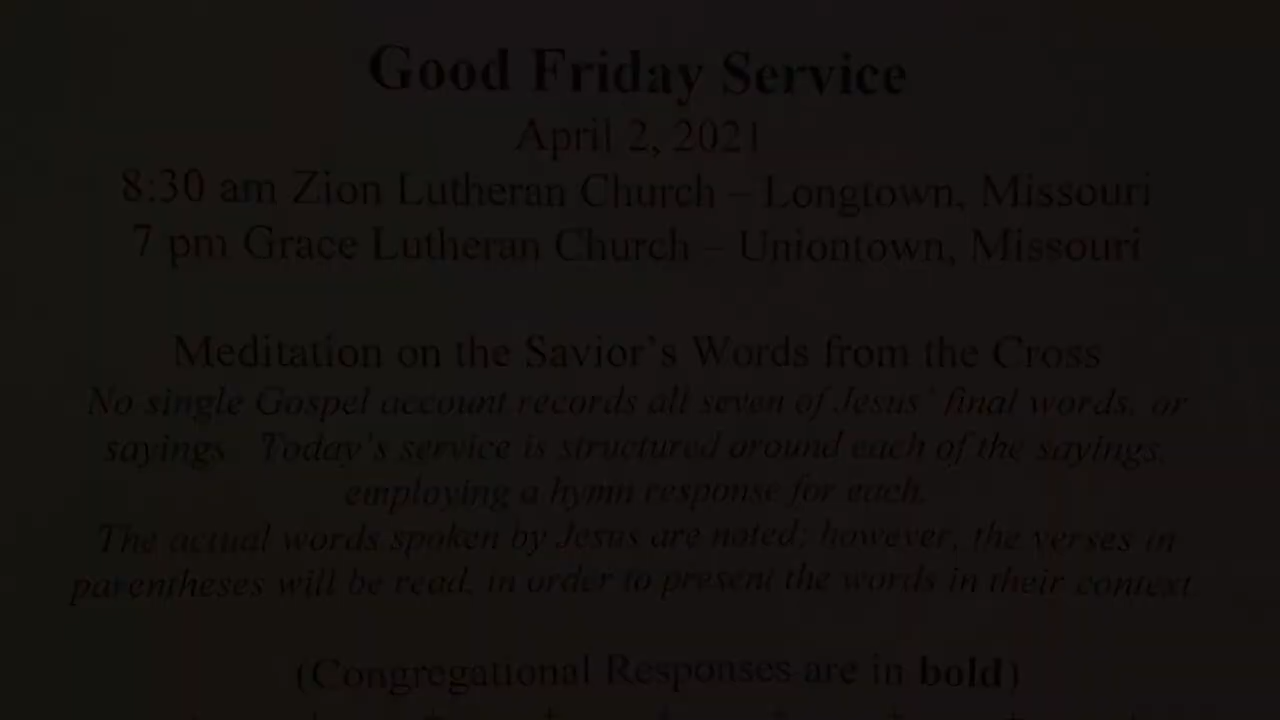 Good Friday Service
April 2, 2021
8:30 am Zion Lutheran Church – Longtown, Missouri
7 pm Grace Lutheran Church – Uniontown, Missouri
Meditation on the Savior's Words from the Cross
No single Gospel account records all seven of Jesus' final words, or
sayings. Today's service is structured around each of the sayings,
employing a hymn response for each.
The actual words spoken by Jesus are noted; however, the verses in
parentheses will be read, in order to present the words in their context.
(Congregational Responses are in bold)